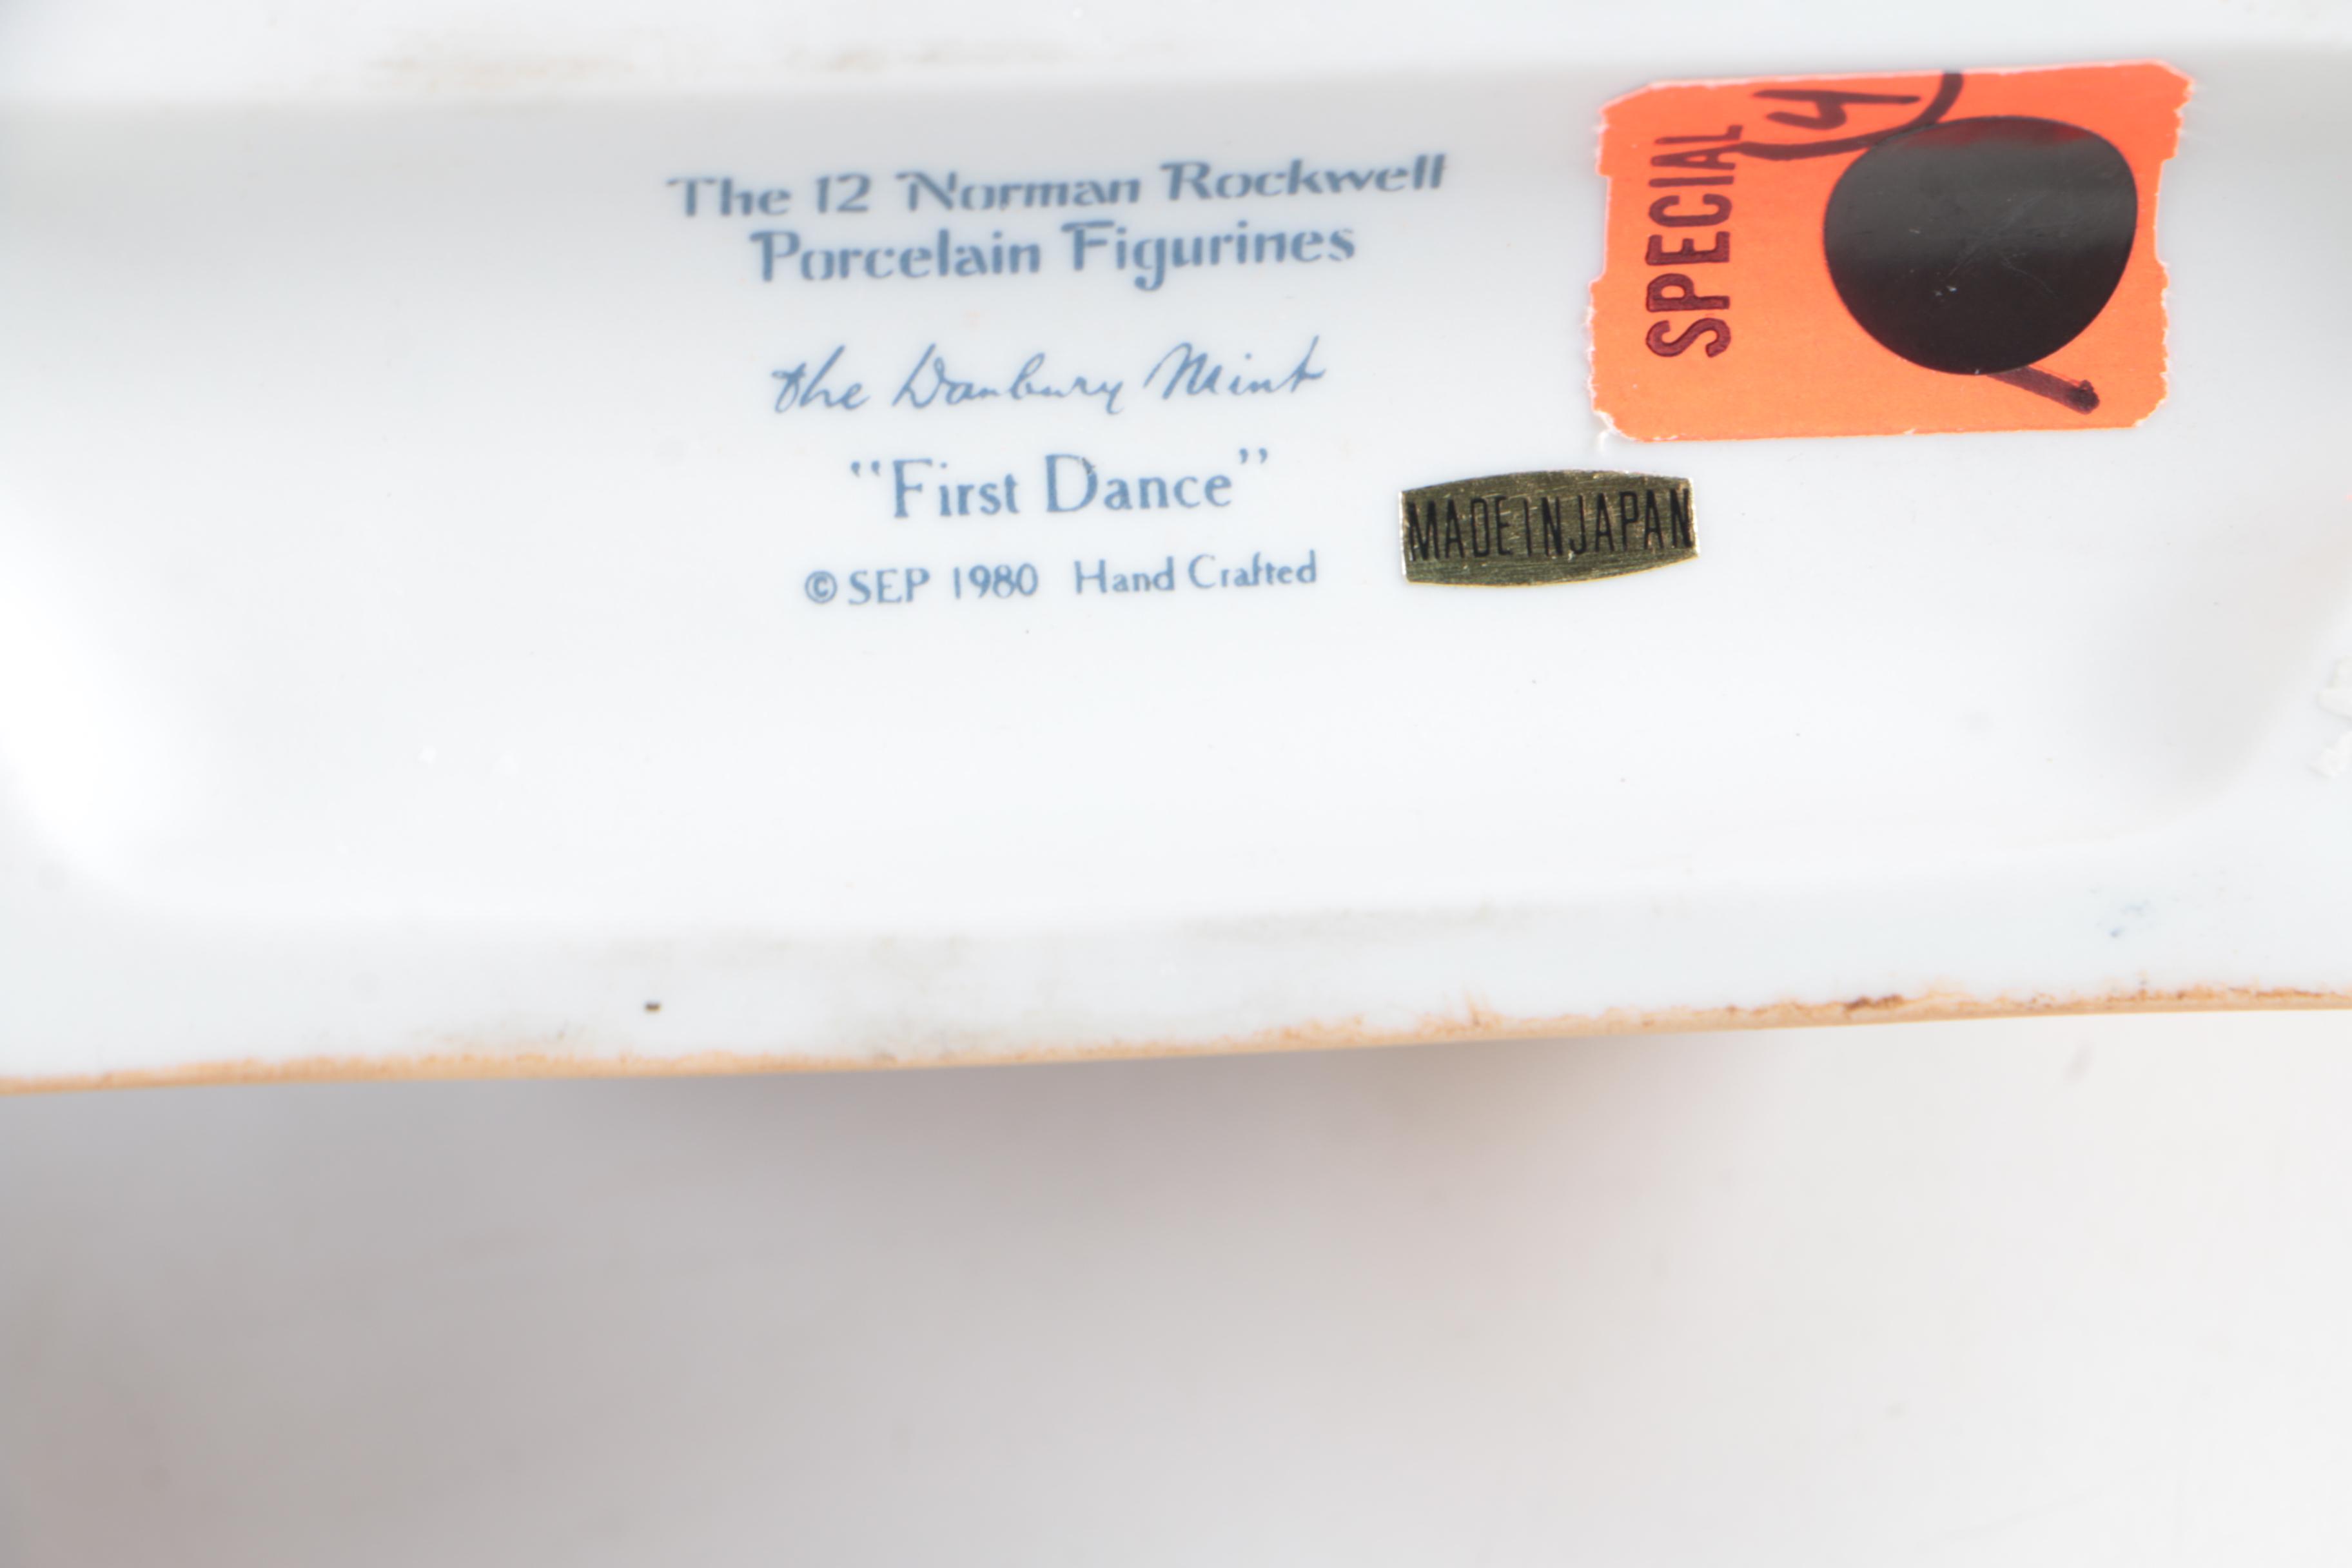 The 12 Norman Rockwell
Porcelain Figurines
the Danbury Mint
"First Dance"
© SEP 1980 Hand Crafted
MADE IN JAPAN
SPECIAL